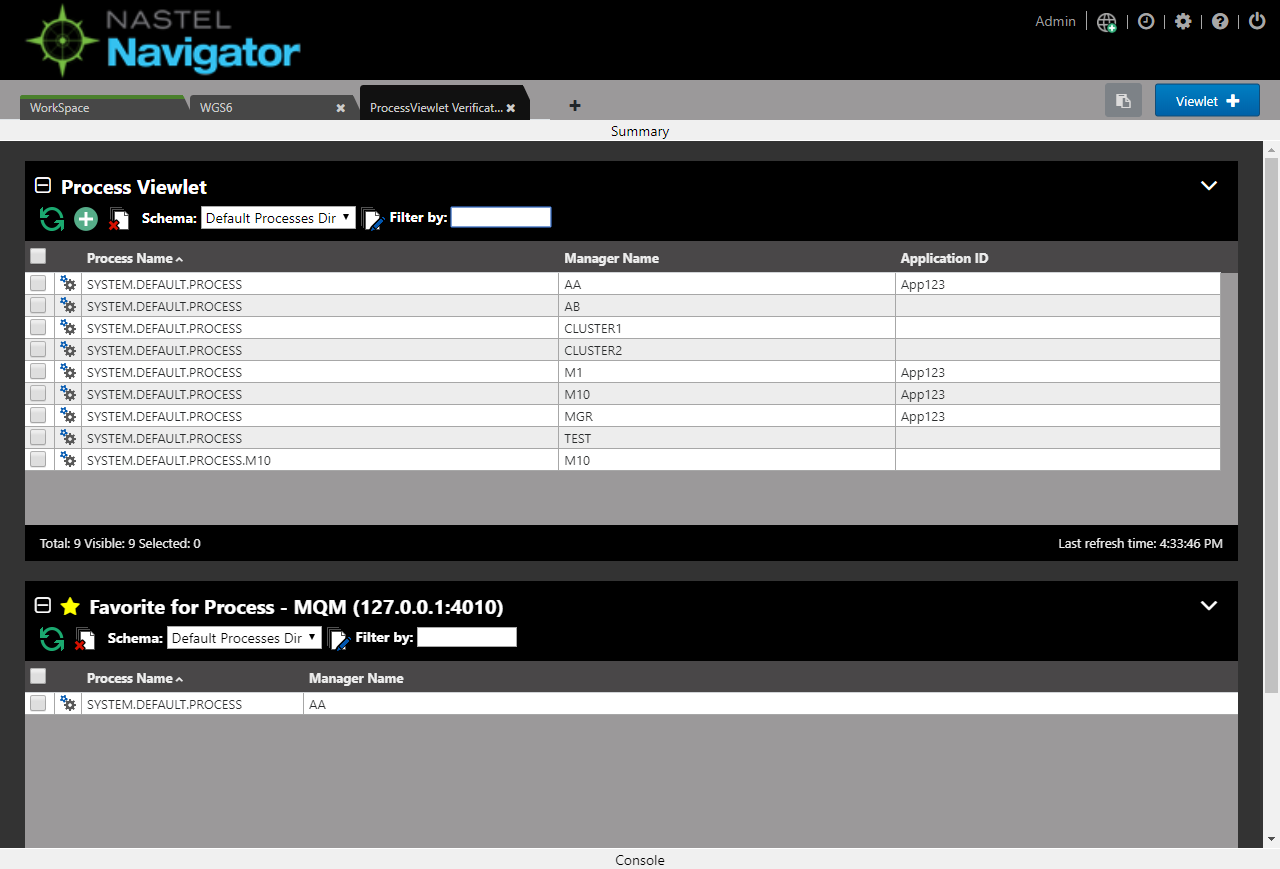 NASTEL
Navigator
Admin
WorkSpace
WGS6
ProcessViewlet Verificat...
Viewlet
Summary
Process Viewlet
Schema: Default Processes Dir Filter by:
Process Name Manager Name Application ID
SYSTEM.DEFAULT.PROCESS AA App123
SYSTEM.DEFAULT.PROCESS AB
SYSTEM.DEFAULT.PROCESS CLUSTER1
SYSTEM.DEFAULT.PROCESS CLUSTER2
SYSTEM.DEFAULT.PROCESS M1 App123
SYSTEM.DEFAULT.PROCESS M10 App123
SYSTEM.DEFAULT.PROCESS MGR App123
SYSTEM.DEFAULT.PROCESS TEST
SYSTEM.DEFAULT.PROCESS.M10 M10
Total: 9 Visible: 9 Selected: 0 Last refresh time: 4:33:46 PM
Favorite for Process - MQM (127.0.0.1:4010)
Schema: Default Processes Dir Filter by:
Process Name Manager Name
SYSTEM.DEFAULT.PROCESS AA
Console